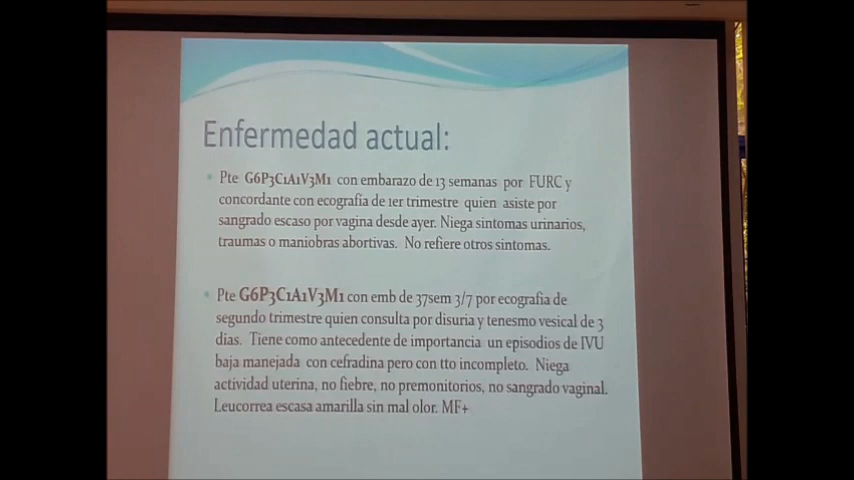 Enfermedad actual:
Pte G6P3C1A1V3M1 con embarazo de 13 semanas por FURC y
concordante con ecografía de 1er trimestre quien asiste por
sangrado escaso por vagina desde ayer. Niega sintomas urinarios,
traumas o maniobras abortivas. No refiere otros sintomas.
Pte G6P3C1A1V3M1 con emb de 37sem 3/7 por ecografia de
segundo trimestre quien consulta por disuria y tenesmo vesical de 3
dias. Tiene como antecedente de importancia un episodios de IVU
baja manejada con cefradina pero con tto incompleto. Niega
actividad uterina, no fiebre, no premonitorios, no sangrado vaginal.
Leucorrea escasa amarilla sin mal olor. MF+